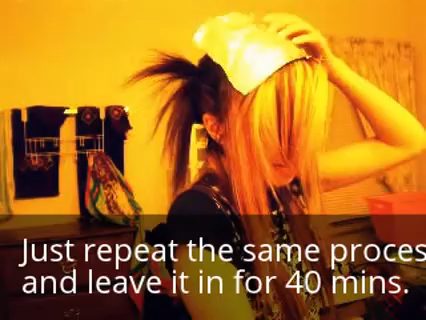 Just repeat the same proces
and leave it in for 40 mins.